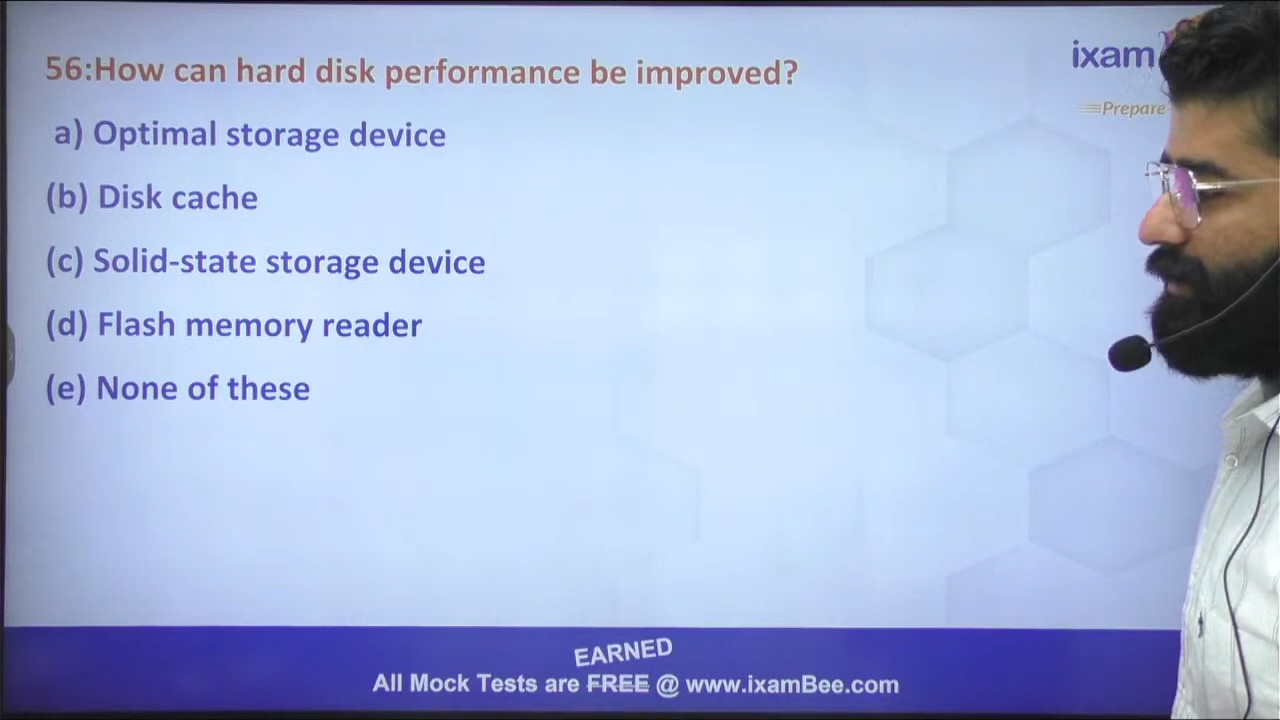 56:How can hard disk performance be improved?
ixam
Prepare
a) Optimal storage device
(b) Disk cache
(c) Solid-state storage device
(d) Flash memory reader
(e) None of these
EARNED
All Mock Tests are FREE @ www.ixamBee.com